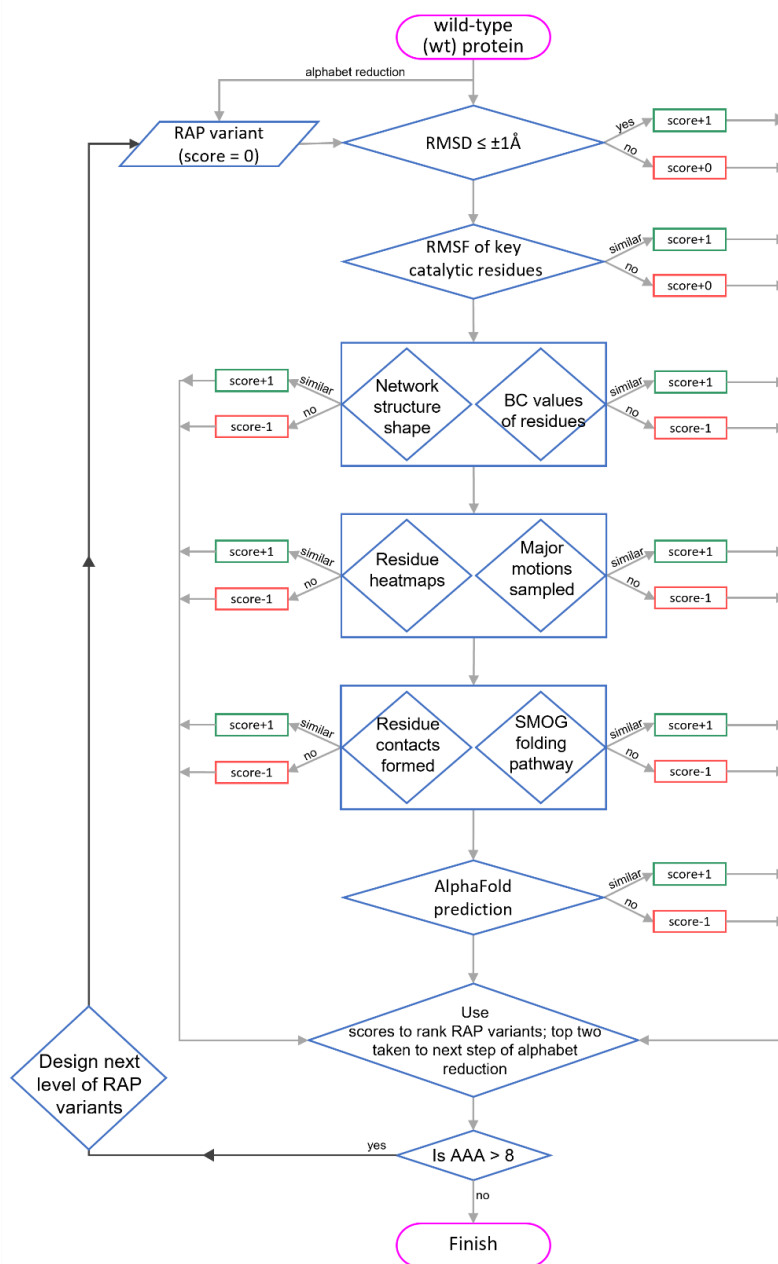 wild-type
(wt) protein
alphabet reduction
RAP variant
(score = 0)
RMSD ≤ ±1Å
yes
score+1
no
score+0
RMSF of key
catalytic residues
similar
score+1
no
score+0
score+1
similar
score-1
no
Network
structure
shape
BC values
of residues
similar
score+1
no
score-1
score+1
similar
score-1
no
Residue
heatmaps
Major
motions
sampled
similar
score+1
no
score-1
score+1
similar
score-1
no
Residue
contacts
formed
SMOG
folding
pathway
similar
score+1
no
score-1
AlphaFold
prediction
similar
score+1
no
score-1
Use
scores to rank RAP variants; top two
taken to next step of alphabet
reduction
Design next
level of RAP
variants
yes
Is AAA > 8
no
Finish